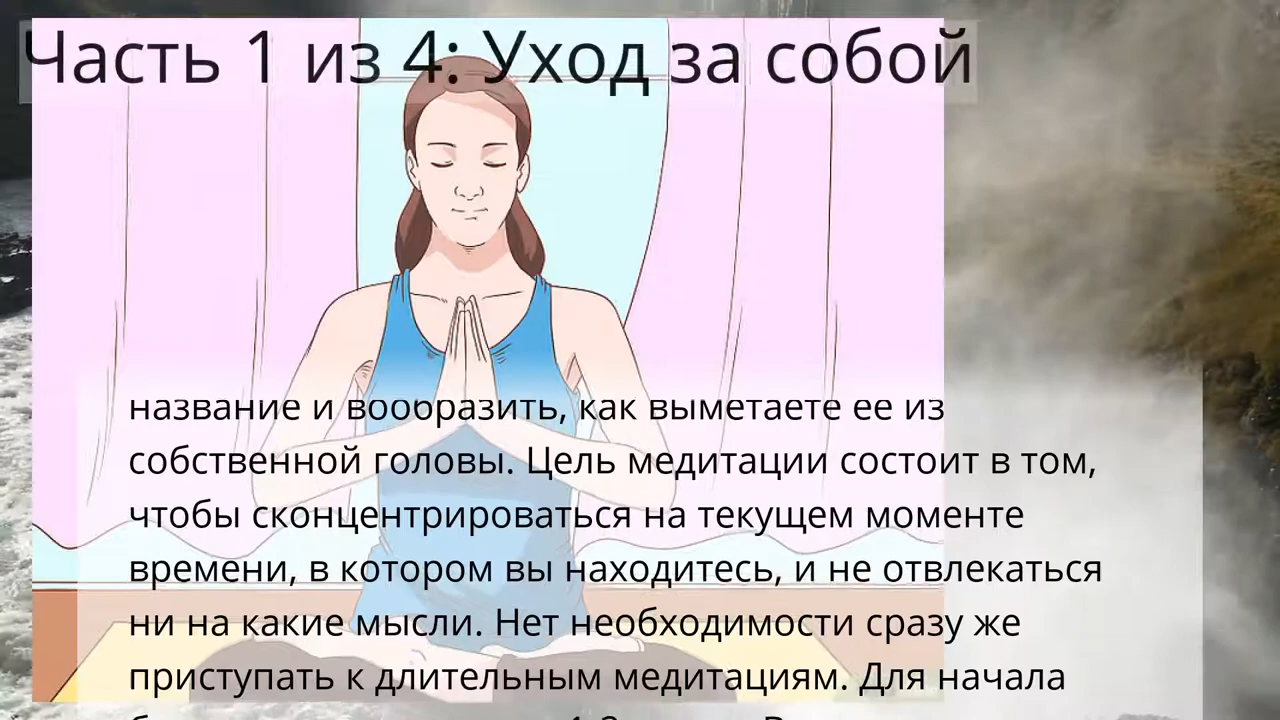 Часть 1 из 4: Уход за собой
название и вообразить, как выметаете ее из
собственной головы. Цель медитации состоит в том,
чтобы сконцентрироваться на текущем моменте
времени, в котором вы находитесь, и не отвлекаться
ни на какие мысли. Нет необходимости сразу же
приступать к длительным медитациям. Для начала